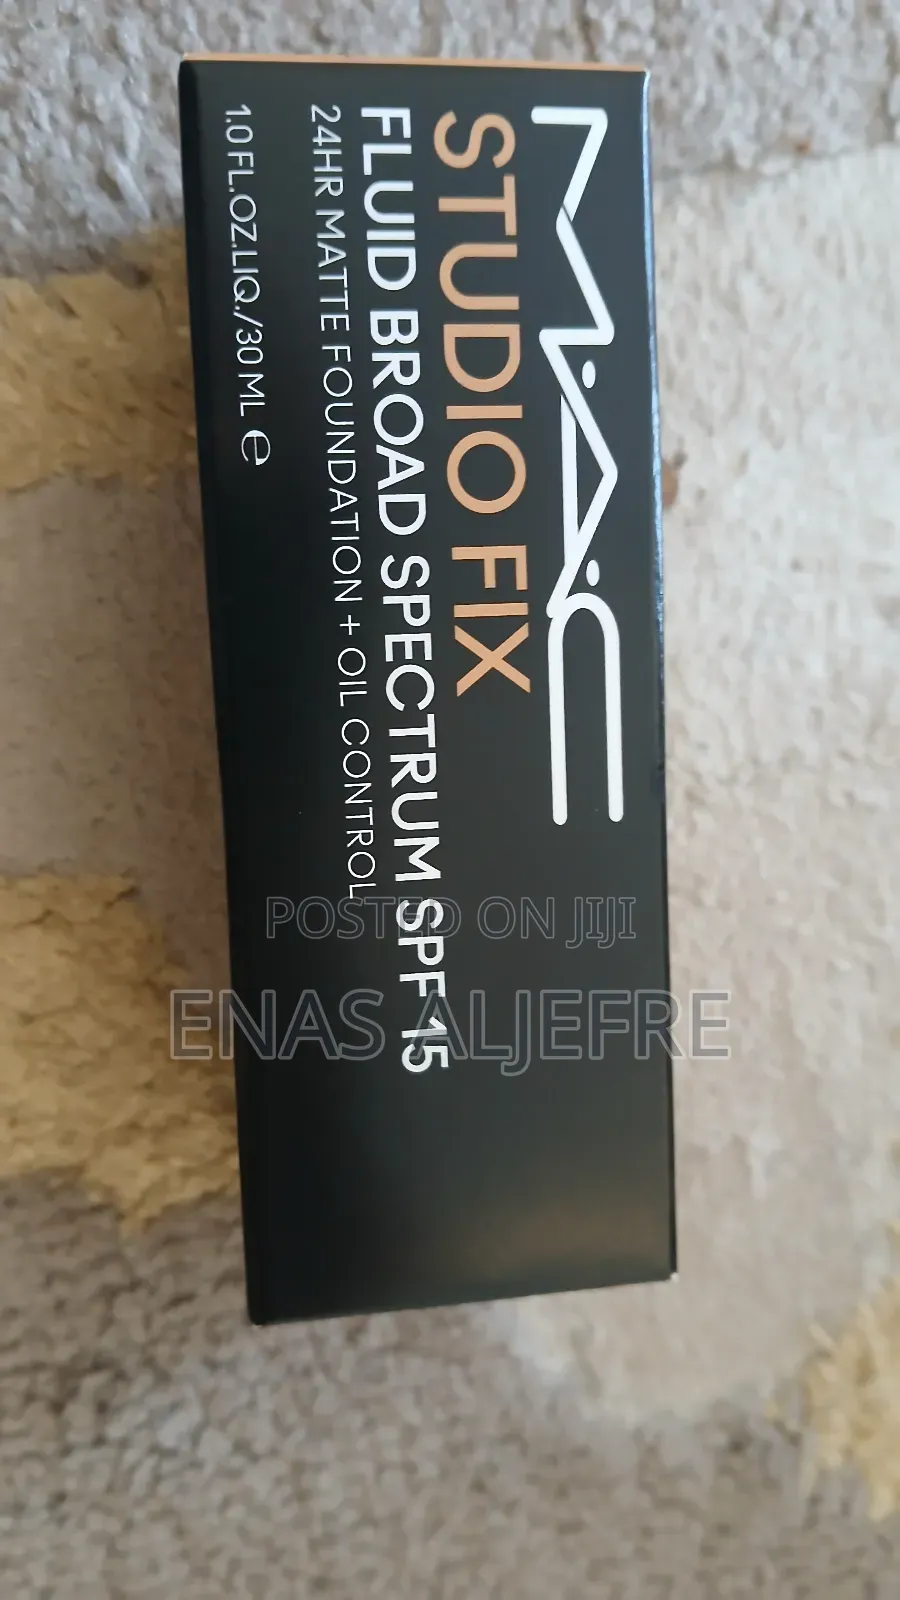 M·A·C
STUDIO FIX
FLUID BROAD SPECTRUM SPF 15
24HR MATTE FOUNDATION + OIL CONTROL
1.0 FL.OZ.LIQ./30 ML ℮
POSTED ON JIJI
ENAS ALJEFRE